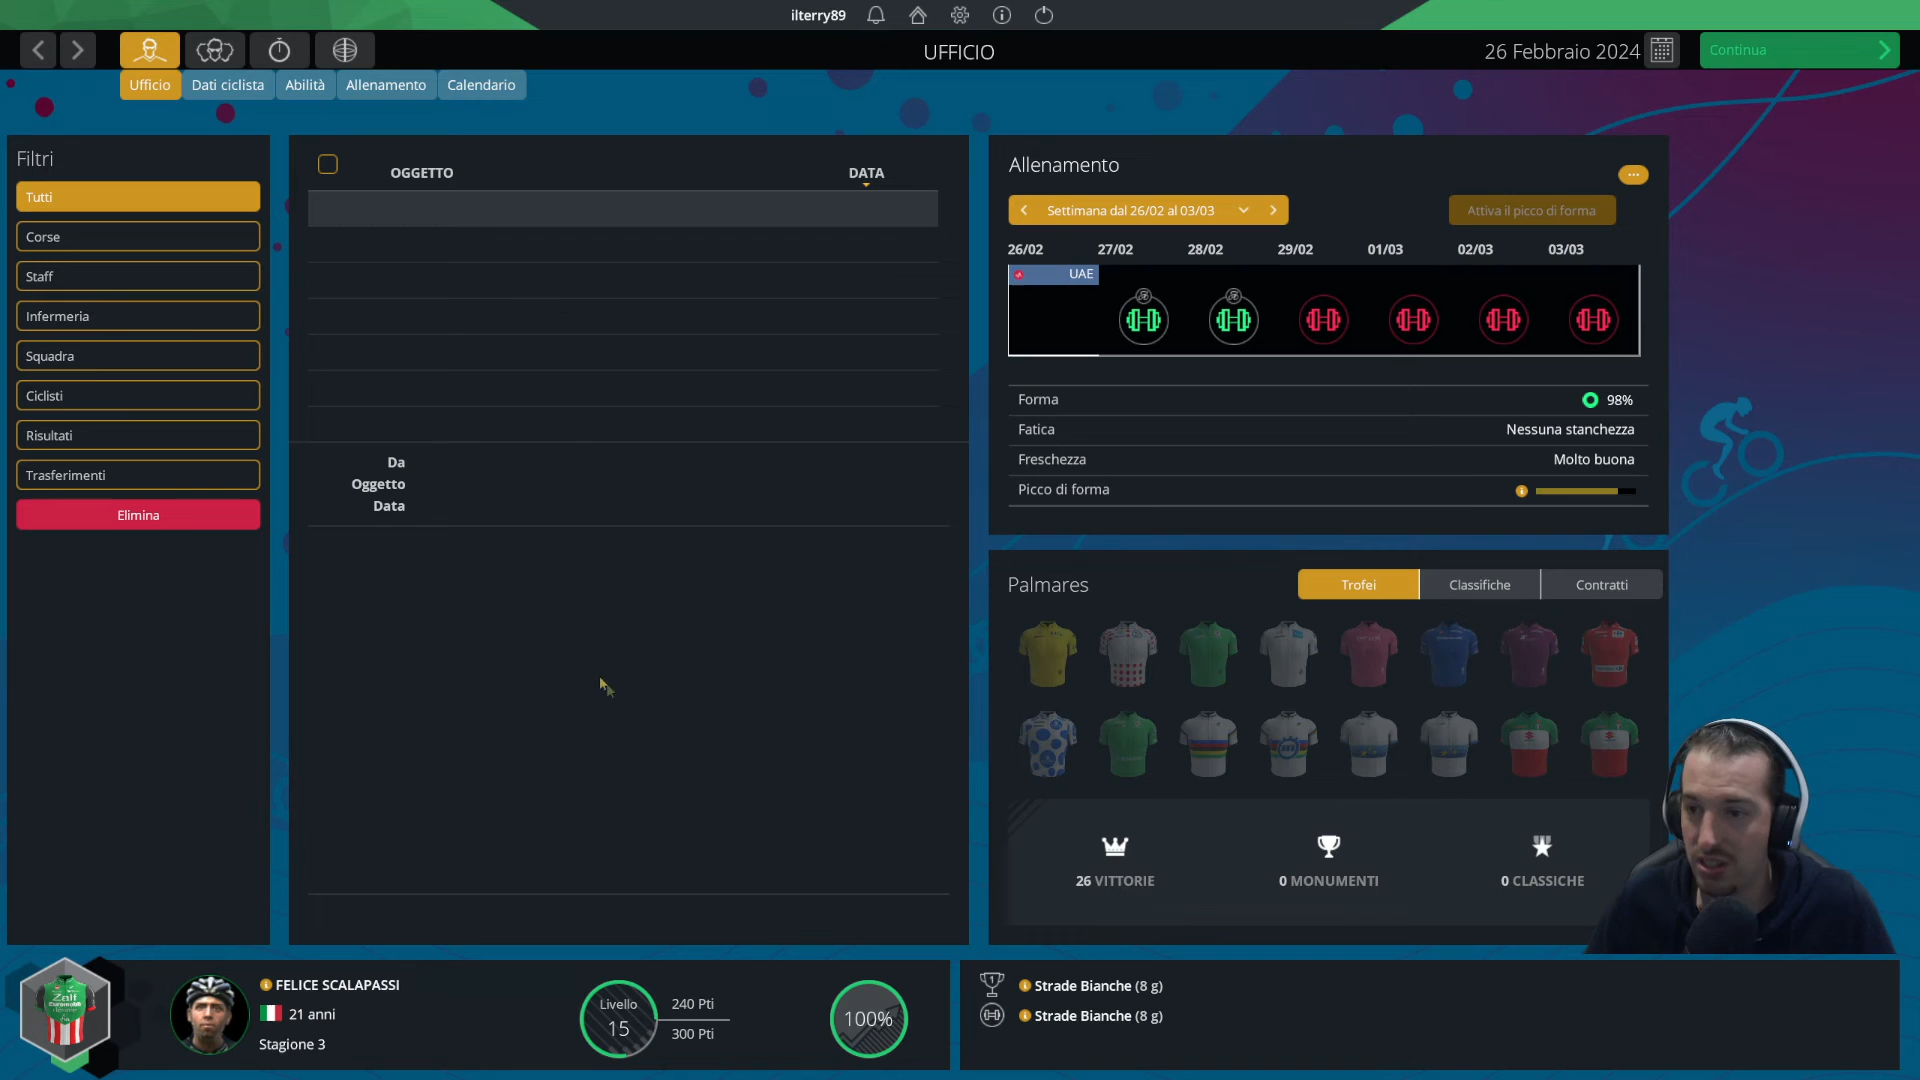 ilterry89
UFFICIO
26 Febbraio 2024
Continua
Ufficio
Dati ciclista
Abilità
Allenamento
Calendario
Filtri
Tutti
Corse
Staff
Infermeria
Squadra
Ciclisti
Risultati
Trasferimenti
Elimina
OGGETTO
DATA
Da
Oggetto
Data
Allenamento
Settimana dal 26/02 al 03/03
Attiva il picco di forma
26/02
27/02
28/02
29/02
01/03
02/03
03/03
UAE
Forma
98%
Fatica
Nessuna stanchezza
Freschezza
Molto buona
Picco di forma
Palmares
Trofei
Classifiche
Contratti
26 VITTORIE
0 MONUMENTI
0 CLASSICHE
Zalf
FELICE SCALAPASSI
21 anni
Stagione 3
Livello
15
240 Pti
300 Pti
100%
Strade Bianche (8 g)
Strade Bianche (8 g)